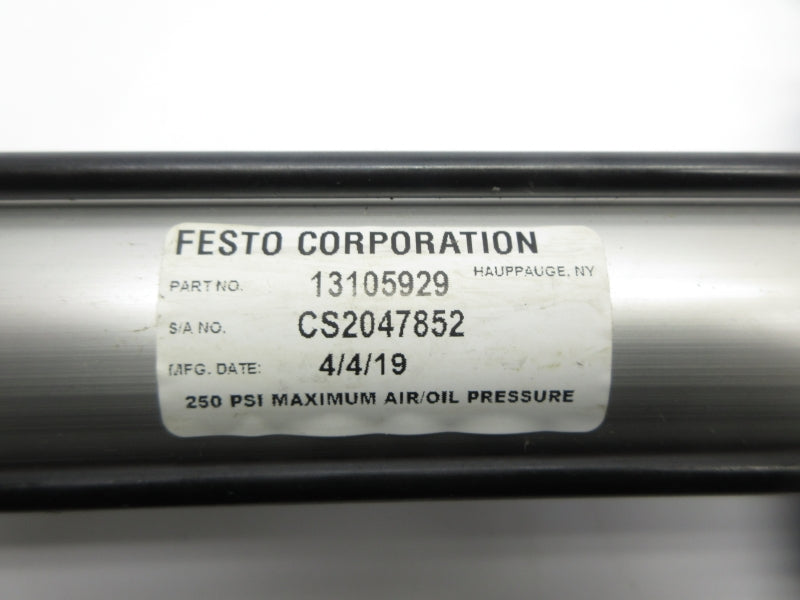 FESTO CORPORATION
HAUPPAUGE, NY
PART NO. 13105929
S/A NO. CS2047852
MFG. DATE: 4/4/19
250 PSI MAXIMUM AIR/OIL PRESSURE